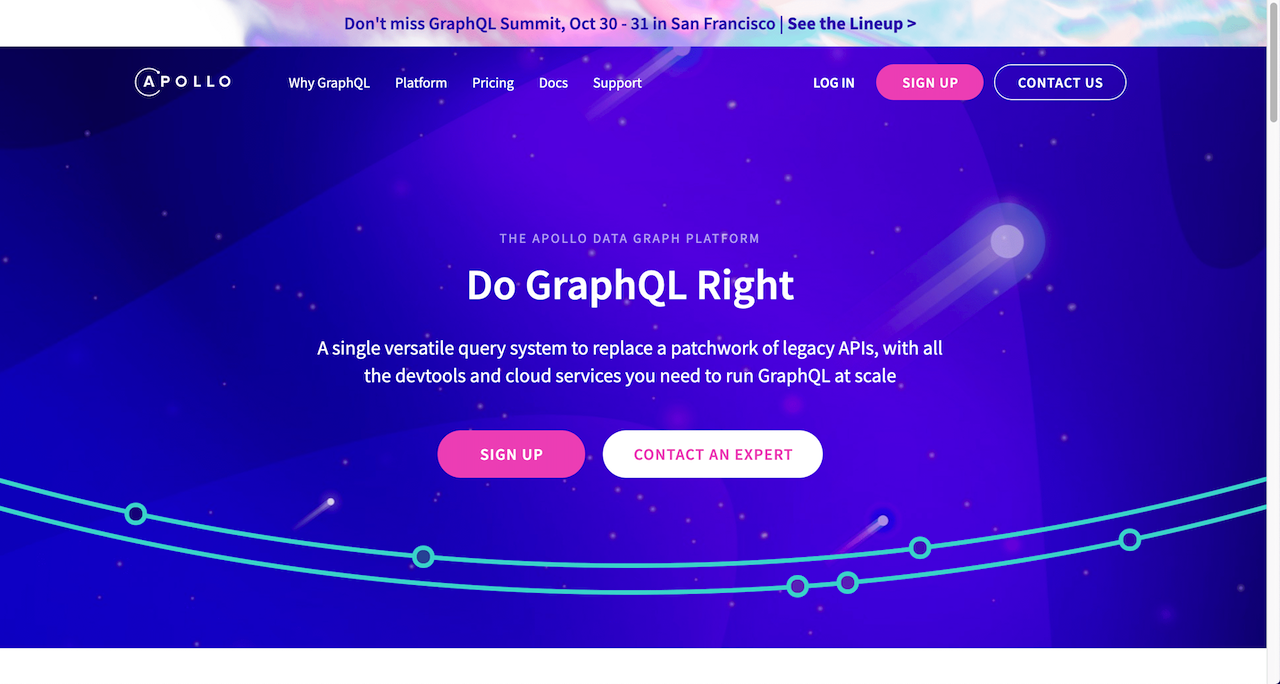 Don't miss GraphQL Summit, Oct 30 - 31 in San Francisco | See the Lineup >
APOLLO Why GraphQL Platform Pricing Docs Support LOG IN SIGN UP CONTACT US
THE APOLLO DATA GRAPH PLATFORM
Do GraphQL Right
A single versatile query system to replace a patchwork of legacy APIs, with all
the devtools and cloud services you need to run GraphQL at scale
SIGN UP CONTACT AN EXPERT